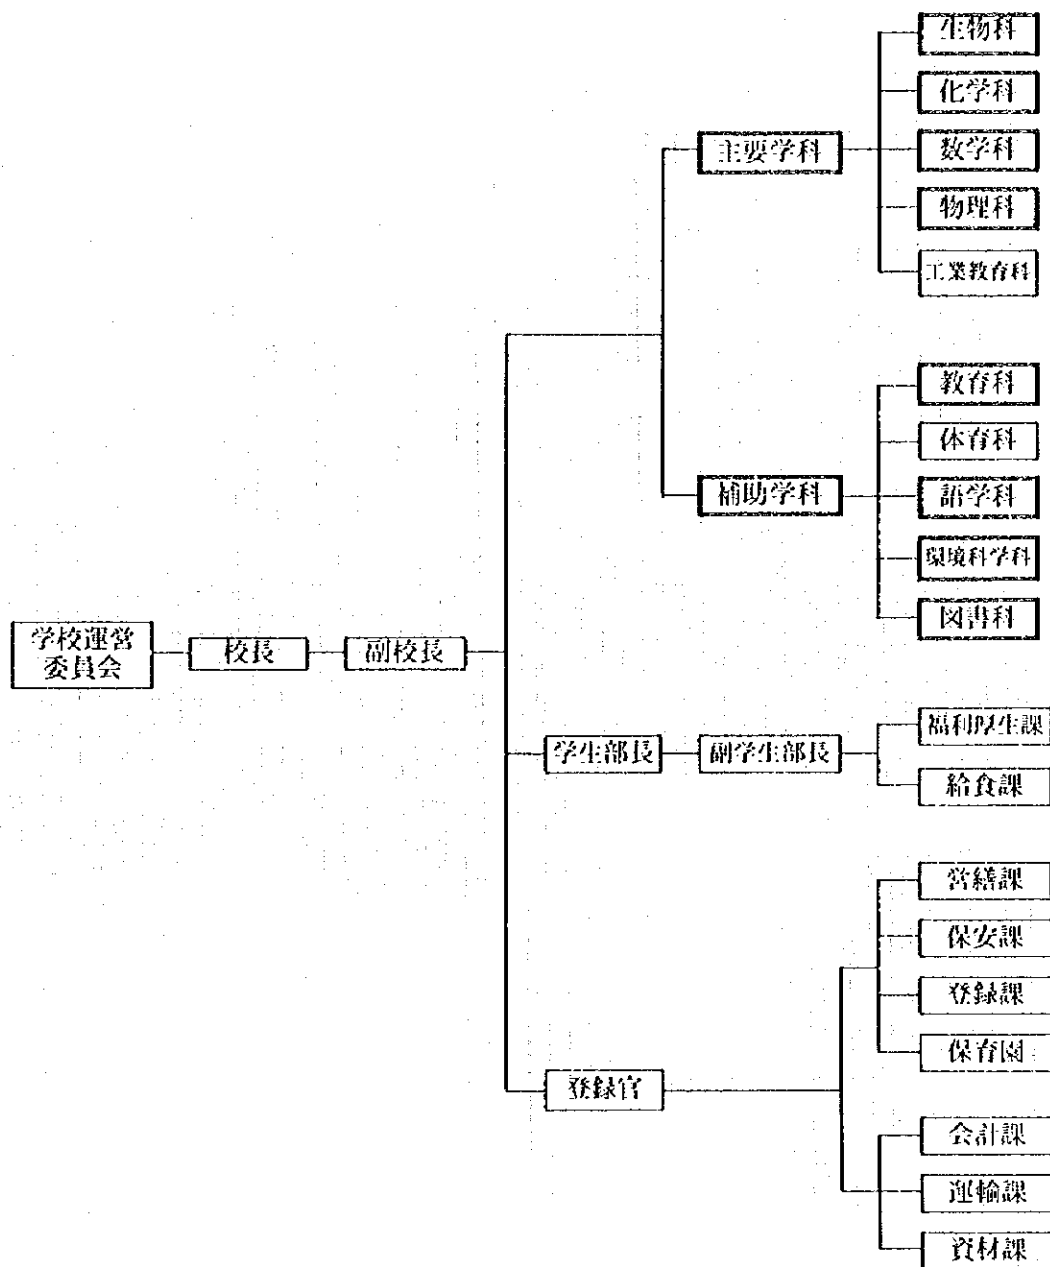 生物科
化学科
主要学科
数学科
物理科
工業教育科
教育科
体育科
補助学科
語学科
環境科学科
図書科
学校運営
委員会
校長
副校長
学生部長
副学生部長
福利厚生課
給食課
営繕課
保安課
登録課
保育園
登録官
会計課
運輸課
資材課